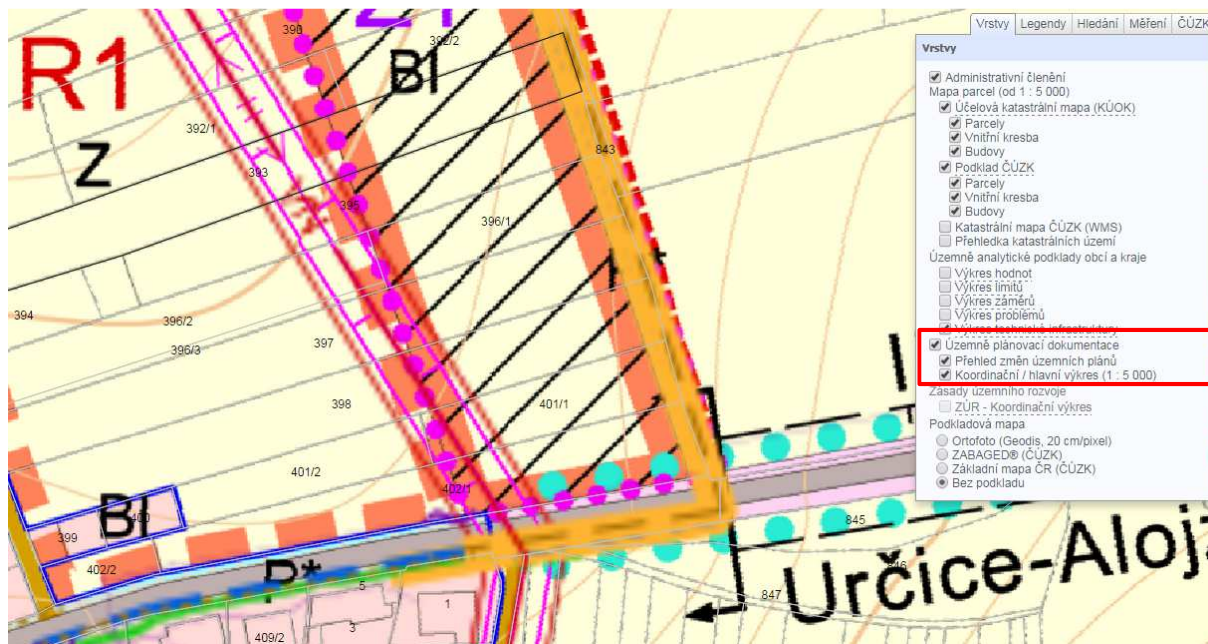 Vrstvy Legendy Hledání Měření ČÚZK
Vrstvy
Administrativní členění
Mapa parcel (od 1 : 5 000)
Účelová katastrální mapa (KÚOK)
Parcely
Vnitřní kresba
Budovy
Podklad ČÚZK
Parcely
Vnitřní kresba
Budovy
Katastrální mapa ČÚZK (WMS)
Přehledka katastrálních území
Územně analytické podklady obcí a kraje
Výkres hodnot
Výkres limitů
Výkres záměrů
Výkres problémů
Výkres technické infrastruktury
Územně plánovací dokumentace
Přehled změn územních plánů
Koordinační / hlavní výkres (1 : 5 000)
Zásady územního rozvoje
ZÚR - Koordinační výkres
Podkladová mapa
Ortofoto (Geodis, 20 cm/pixel)
ZABAGED® (ČÚZK)
Základní mapa ČR (ČÚZK)
Bez podkladu
390
392/2
R1
BI
392/1
843
Z
393
395
396/1
394
396/2
396/3
397
398
401/1
401/2
402/1
BI
400
399
845
402/2
P*
846
Určice-Aloj
847
5
1
3
409/2